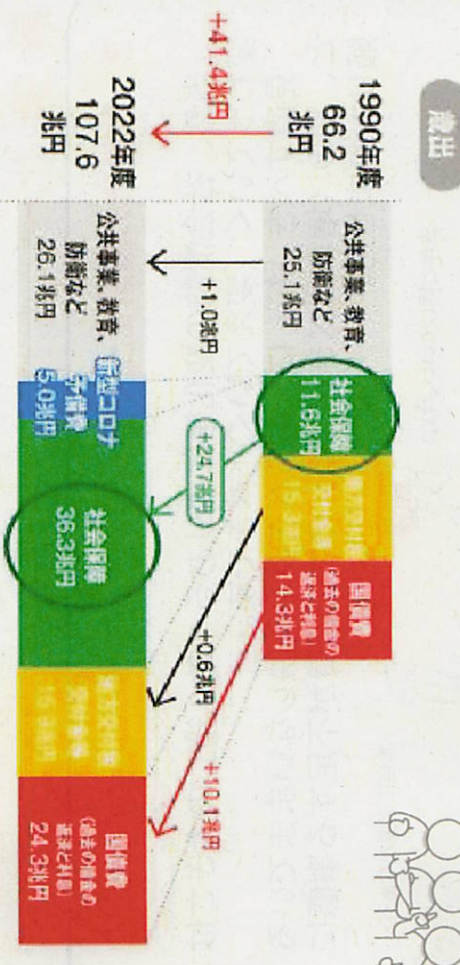 歳出
1990年度
66.2
兆円
公共事業、教育、
防衛など
25.1兆円
社会保障
11.6兆円
地方交付税
交付金等
15.3兆円
国債費
(過去の借金の
返済と利息)
14.3兆円
+41.4兆円
+1.0兆円
+24.7兆円
+0.6兆円
+10.1兆円
2022年度
107.6
兆円
公共事業、教育、
防衛など
26.1兆円
新型コロナ
予備費
5.0兆円
社会保障
36.3兆円
地方交付税
交付金等
15.9兆円
国債費
(過去の借金の
返済と利息)
24.3兆円